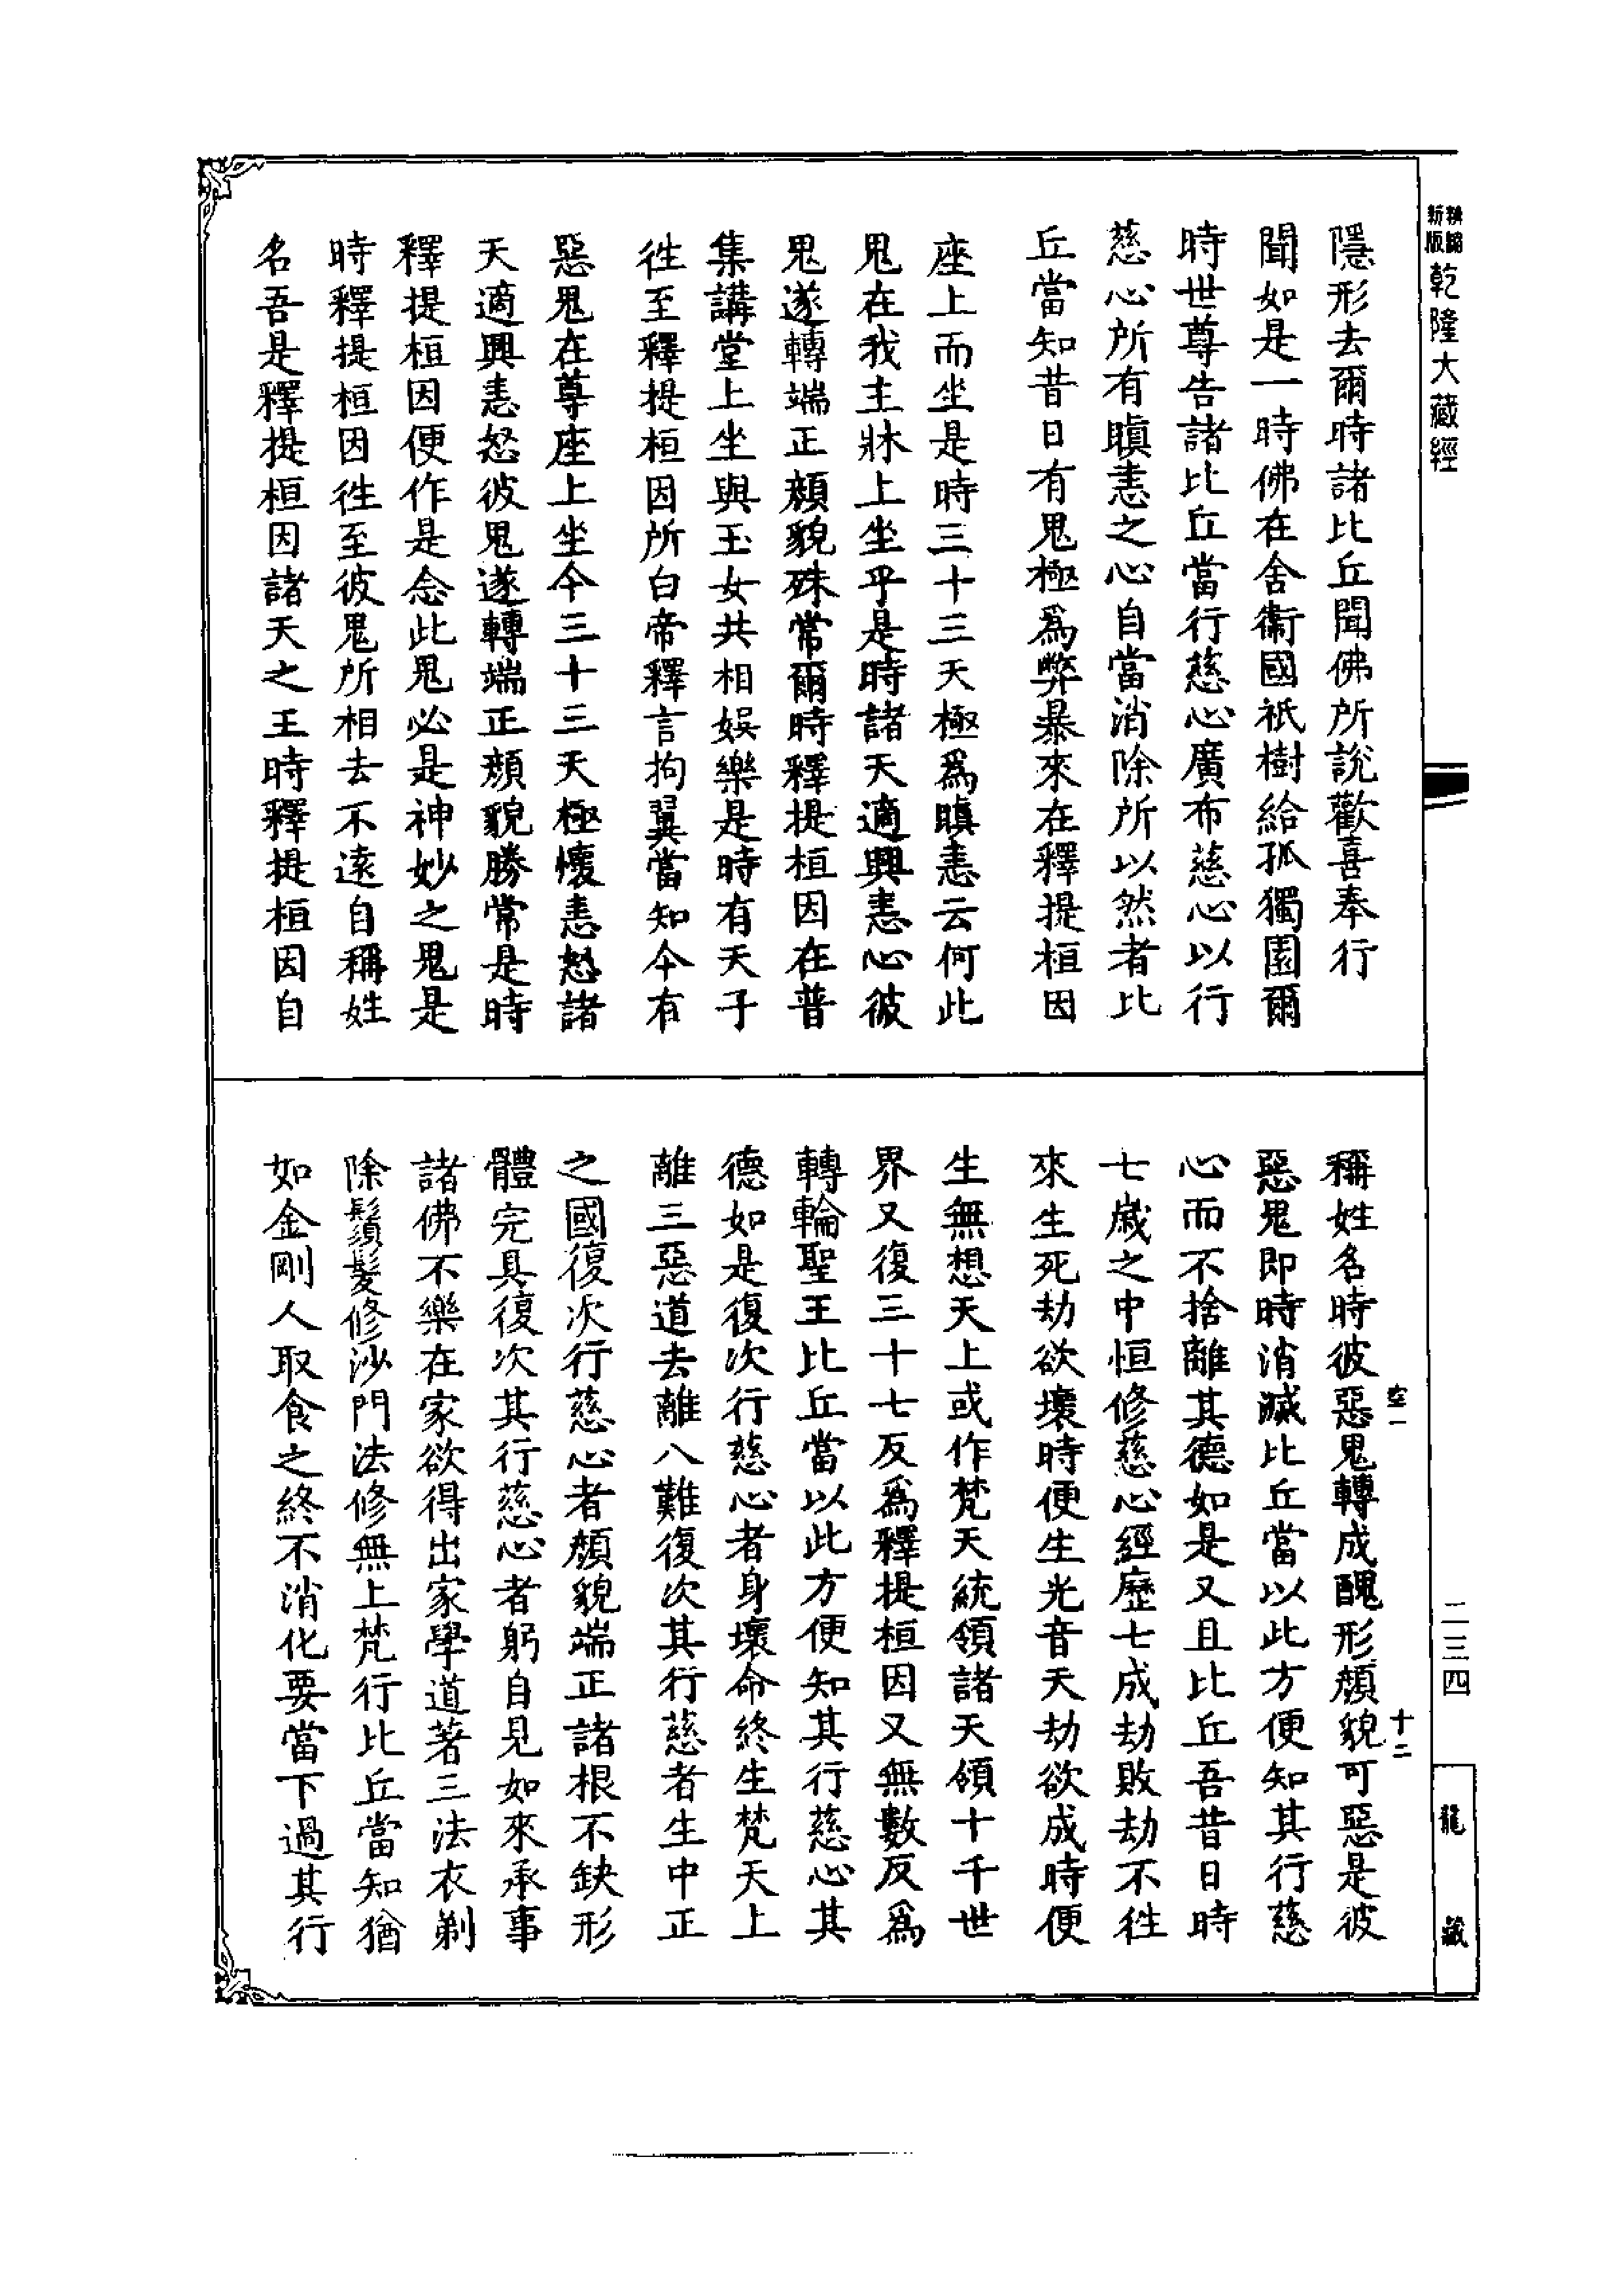 新版
精縮
乾隆大藏經
隱形去爾時諸比丘聞佛所說歡喜奉行
聞如是一時佛在舍衞國祇樹給孤獨園爾
時世尊告諸比丘當行慈心廣布慈心以行
慈心所有瞋恚之心自當消除所以然者比
丘當知昔日有鬼極爲弊暴來在釋提桓因
座上而坐是時三十三天極爲瞋恚云何此
鬼在我主牀上坐乎是時諸天適興恚心彼
鬼遂轉端正顏貌殊常爾時釋提桓因在普
集講堂上坐與玉女共相娛樂是時有天子
徃至釋提桓因所白帝釋言拘翼當知今有
惡鬼在尊座上坐今三十三天極懷恚怒諸
天適興恚怒彼鬼遂轉端正顏貌勝常是時
釋提桓因便作是念此鬼必是神妙之鬼是
時釋提桓因徃至彼鬼所相去不遠自稱姓
名吾是釋提桓因諸天之王時釋提桓因自
稱姓名時彼惡鬼轉成醜形顏貌可惡是彼
惡鬼即時消滅比丘當以此方便知其行慈
心而不捨離其德如是又且比丘吾昔日時
七歲之中恒修慈心經歷七成劫敗劫不徃
來生死劫欲壞時便生光音天劫欲成時便
生無想天上或作梵天統領諸天領十千世
界又復三十七反爲釋提桓因又無數反爲
轉輪聖王比丘當以此方便知其行慈心其
德如是復次行慈心者身壞命終生梵天上
離三惡道去離八難復次其行慈者生中正
之國復次行慈心者顏貌端正諸根不缺形
體完具復次其行慈心者躬自見如來承事
諸佛不樂在家欲得出家學道著三法衣剃
除鬚髮修沙門法修無上梵行比丘當知猶
如金剛人取食之終不消化要當下過其行
空一
十二
二三四
龍藏